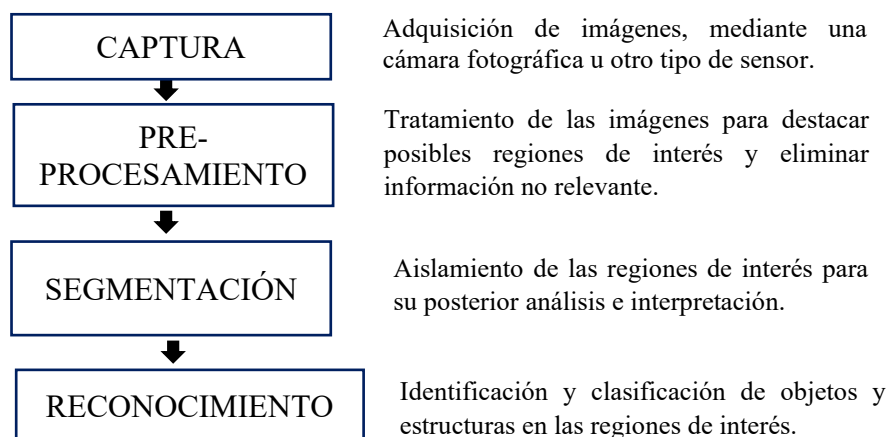 CAPTURA
Adquisición de imágenes, mediante una
cámara fotográfica u otro tipo de sensor.
PRE-
PROCESAMIENTO
Tratamiento de las imágenes para destacar
posibles regiones de interés y eliminar
información no relevante.
SEGMENTACIÓN
Aislamiento de las regiones de interés para
su posterior análisis e interpretación.
RECONOCIMIENTO
Identificación y clasificación de objetos y
estructuras en las regiones de interés.